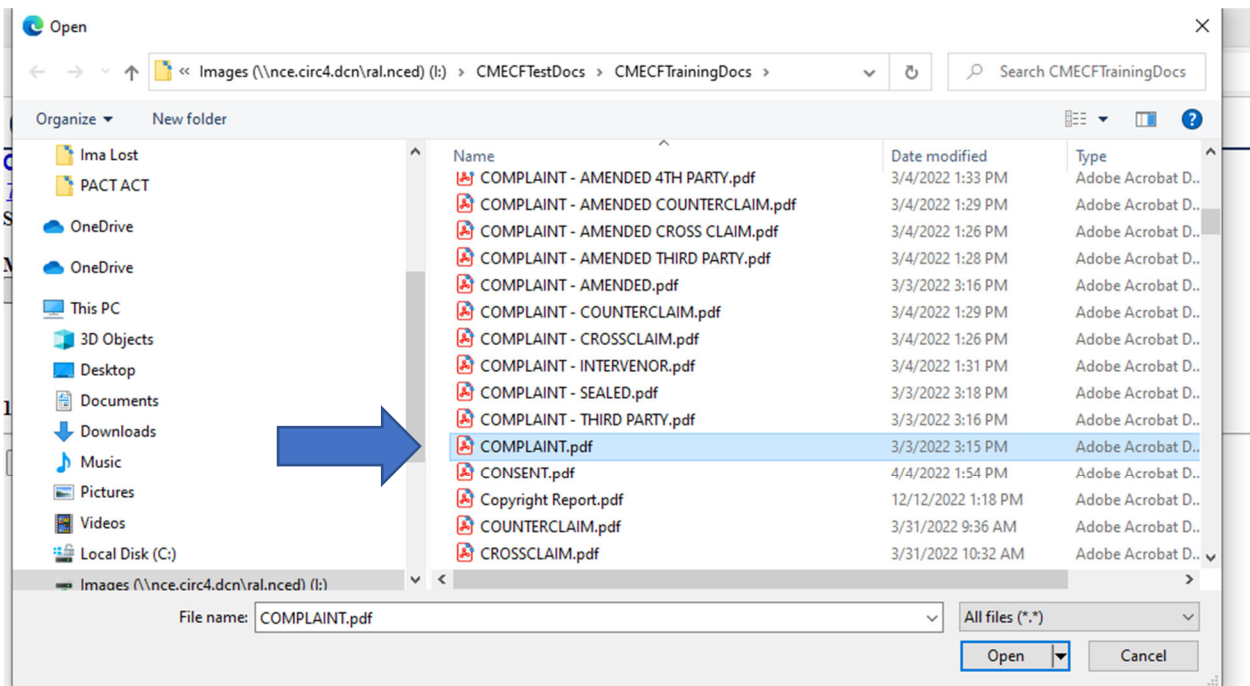 Open
« Images (\\nce.circ4.dcn\ral.nced) (I:) > CMECFTestDocs > CMECFTrainingDocs >
Search CMECFTrainingDocs
Organize New folder
Ima Lost
PACT ACT
OneDrive
OneDrive
This PC
3D Objects
Desktop
Documents
Downloads
Music
Pictures
Videos
Local Disk (C:)
Images (\\nce.circ4.dcn\ral.nced) (I:)
Name Date modified Type
COMPLAINT - AMENDED 4TH PARTY.pdf 3/4/2022 1:33 PM Adobe Acrobat D..
COMPLAINT - AMENDED COUNTERCLAIM.pdf 3/4/2022 1:29 PM Adobe Acrobat D..
COMPLAINT - AMENDED CROSS CLAIM.pdf 3/4/2022 1:26 PM Adobe Acrobat D..
COMPLAINT - AMENDED THIRD PARTY.pdf 3/4/2022 1:28 PM Adobe Acrobat D..
COMPLAINT - AMENDED.pdf 3/3/2022 3:16 PM Adobe Acrobat D..
COMPLAINT - COUNTERCLAIM.pdf 3/4/2022 1:29 PM Adobe Acrobat D..
COMPLAINT - CROSSCLAIM.pdf 3/4/2022 1:26 PM Adobe Acrobat D..
COMPLAINT - INTERVENOR.pdf 3/4/2022 1:31 PM Adobe Acrobat D..
COMPLAINT - SEALED.pdf 3/3/2022 3:18 PM Adobe Acrobat D..
COMPLAINT - THIRD PARTY.pdf 3/3/2022 3:16 PM Adobe Acrobat D..
COMPLAINT.pdf 3/3/2022 3:15 PM Adobe Acrobat D..
CONSENT.pdf 4/4/2022 1:54 PM Adobe Acrobat D..
Copyright Report.pdf 12/12/2022 1:18 PM Adobe Acrobat D..
COUNTERCLAIM.pdf 3/31/2022 9:36 AM Adobe Acrobat D..
CROSSCLAIM.pdf 3/31/2022 10:32 AM Adobe Acrobat D..
File name: COMPLAINT.pdf All files (*.*)
Open Cancel